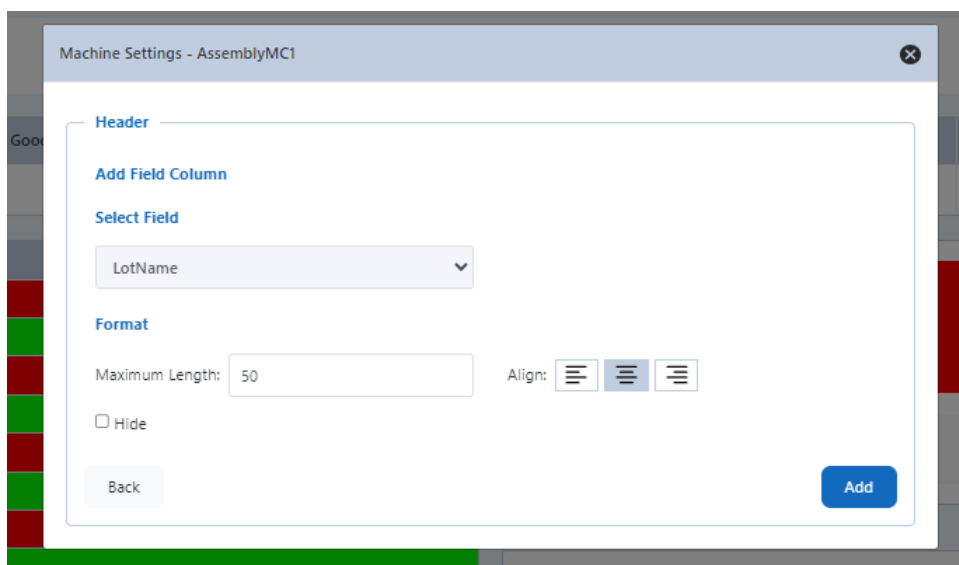 Machine Settings - AssemblyMC1
Header
Add Field Column
Select Field
LotName
Format
Maximum Length: 50 Align:
Hide
Back Add